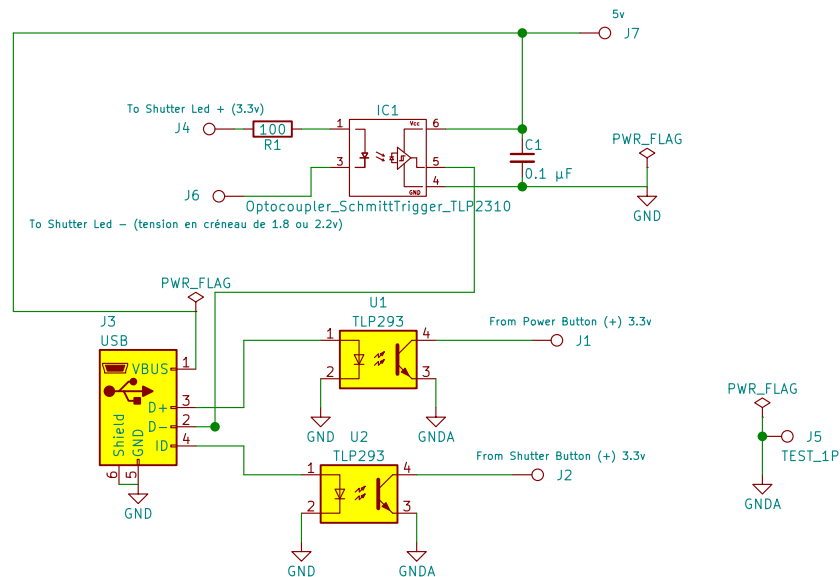 5v
J7
To Shutter Led + (3.3v)
J4
100
R1
IC1
1
Vcc
6
3
5
4
GND
C1
0.1 µF
PWR_FLAG
GND
J6
Optocoupler_SchmittTrigger_TLP2310
To Shutter Led – (tension en créneau de 1.8 ou 2.2v)
PWR_FLAG
J3
USB
VBUS
1
D+
3
D-
2
ID
4
Shield
GND
6
5
GND
U1
TLP293
1
4
2
3
From Power Button (+) 3.3v
J1
GND
GNDA
U2
TLP293
1
4
2
3
From Shutter Button (+) 3.3v
J2
GND
GNDA
PWR_FLAG
J5
TEST_1P
GNDA